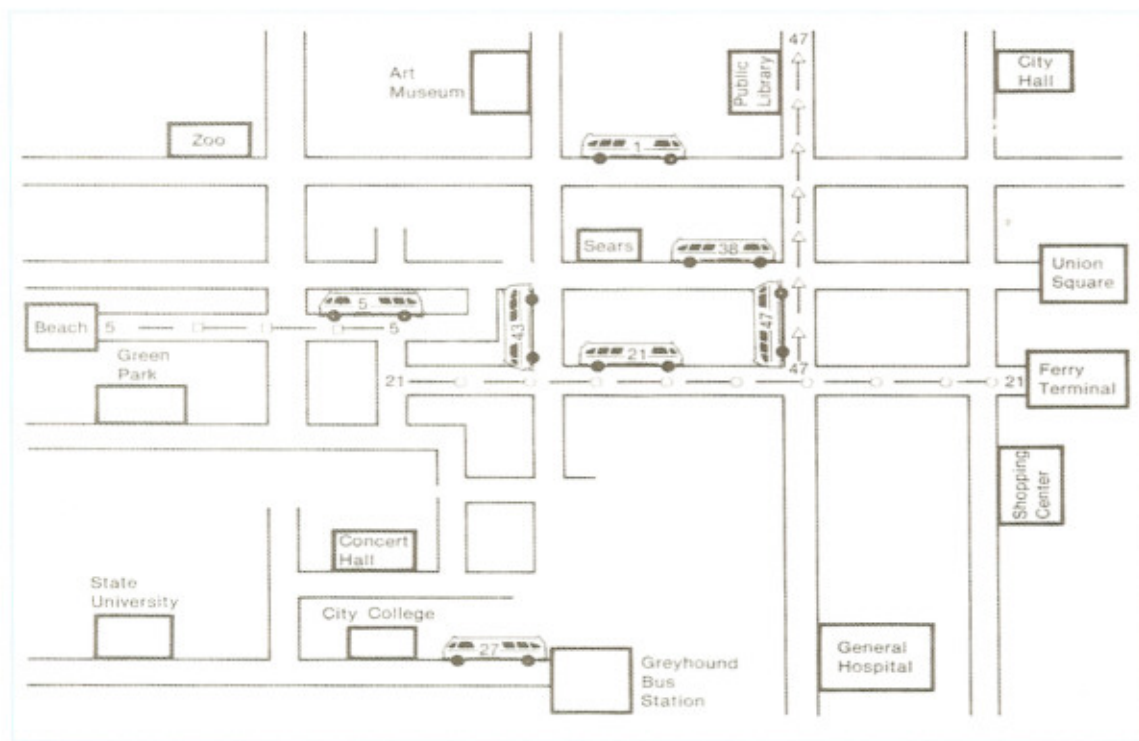 47
Art
Museum
Public
Library
City
Hall
Zoo
1
Sears
38
Union
Square
Beach
5
5
5
43
47
21
47
Green
Park
21
21
Ferry
Terminal
Shopping
Center
Concert
Hall
State
University
City College
27
Greyhound
Bus
Station
General
Hospital